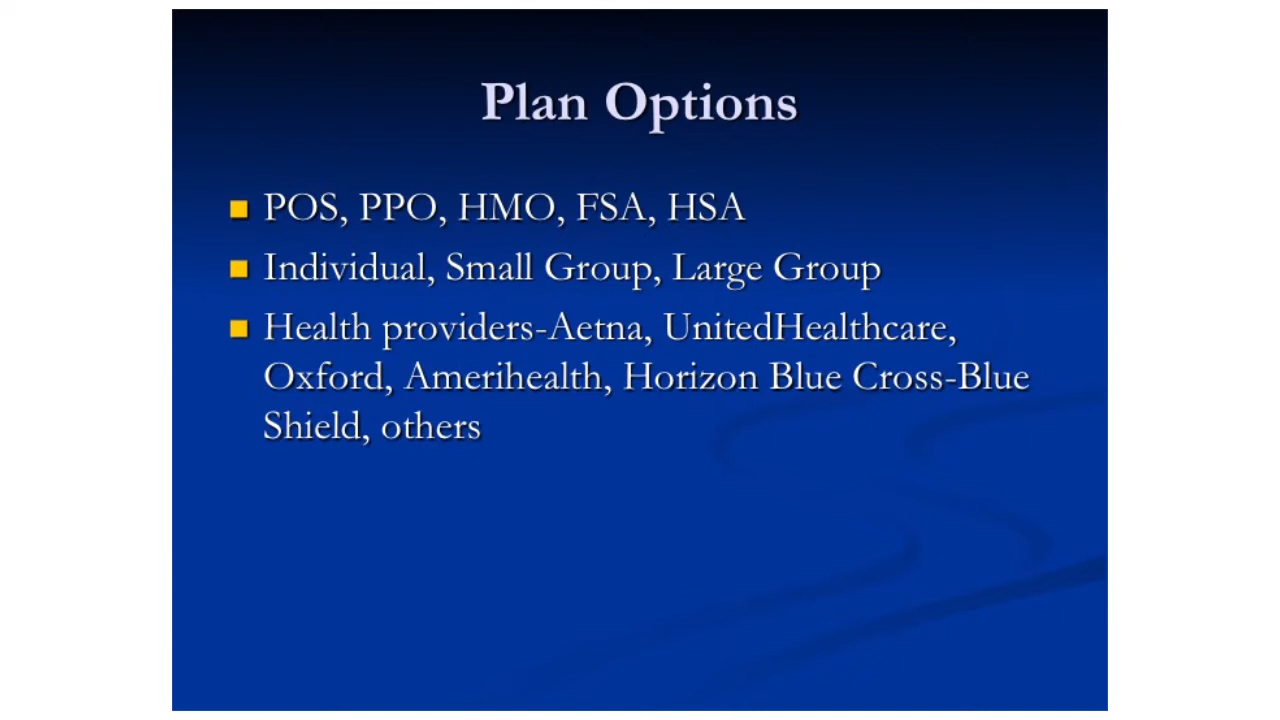 Plan Options
POS, PPO, HMO, FSA, HSA
Individual, Small Group, Large Group
Health providers-Aetna, UnitedHealthcare,
Oxford, Amerihealth, Horizon Blue Cross-Blue
Shield, others